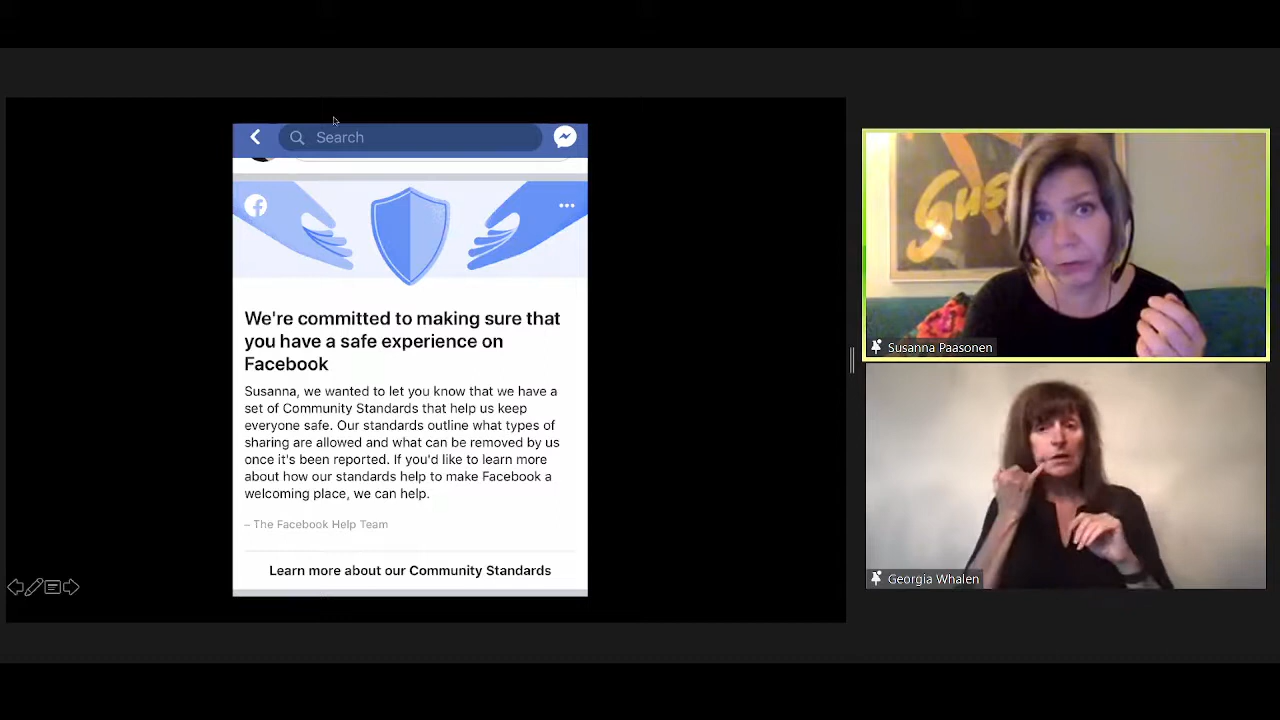 Search
We're committed to making sure that
you have a safe experience on
Facebook
Susanna, we wanted to let you know that we have a
set of Community Standards that help us keep
everyone safe. Our standards outline what types of
sharing are allowed and what can be removed by us
once it's been reported. If you'd like to learn more
about how our standards help to make Facebook a
welcoming place, we can help.
– The Facebook Help Team
Learn more about our Community Standards
Gus
Susanna Paasonen
Georgia Whalen